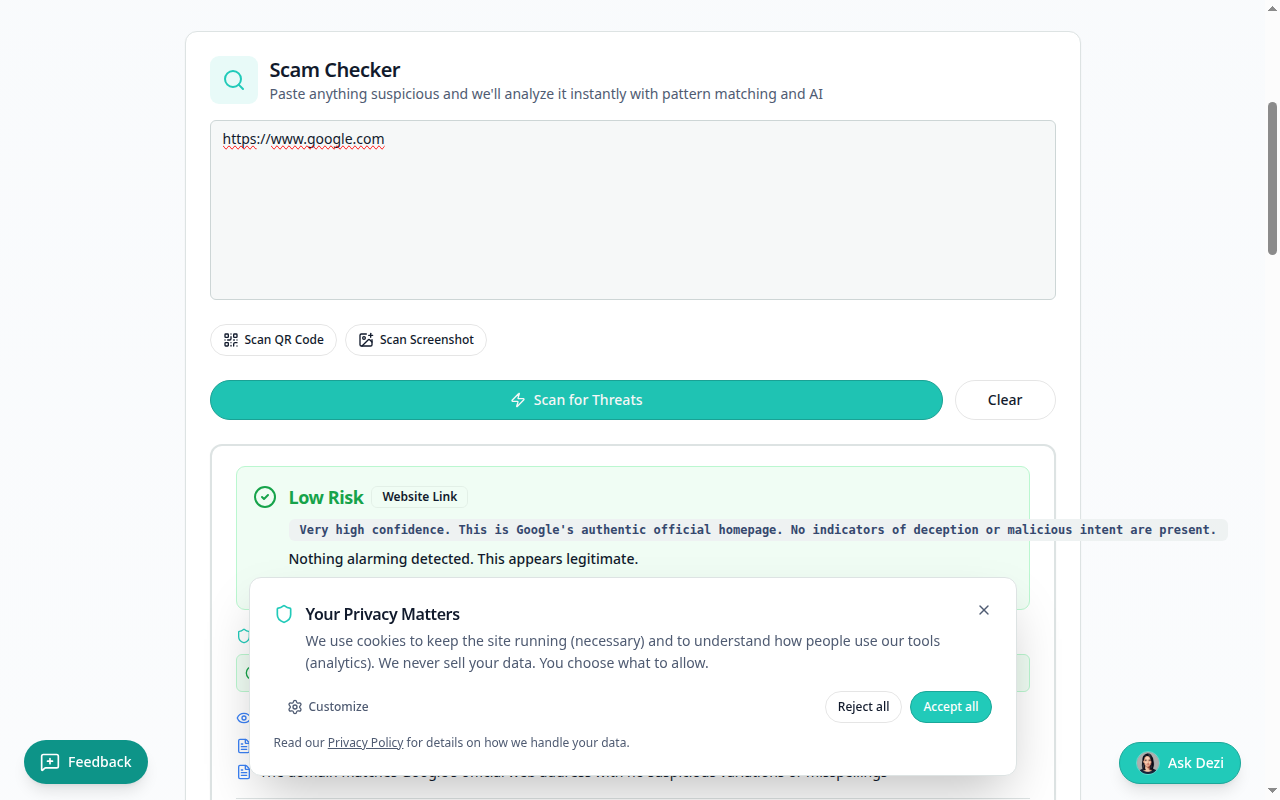 Scam Checker
Paste anything suspicious and we'll analyze it instantly with pattern matching and AI
https://www.google.com
Scan QR Code
Scan Screenshot
Scan for Threats
Clear
Low Risk
Website Link
Very high confidence. This is Google's authentic official homepage. No indicators of deception or malicious intent are present.
Nothing alarming detected. This appears legitimate.
Your Privacy Matters
We use cookies to keep the site running (necessary) and to understand how people use our tools
(analytics). We never sell your data. You choose what to allow.
Customize
Reject all
Accept all
Read our Privacy Policy for details on how we handle your data.
Feedback
Ask Dezi